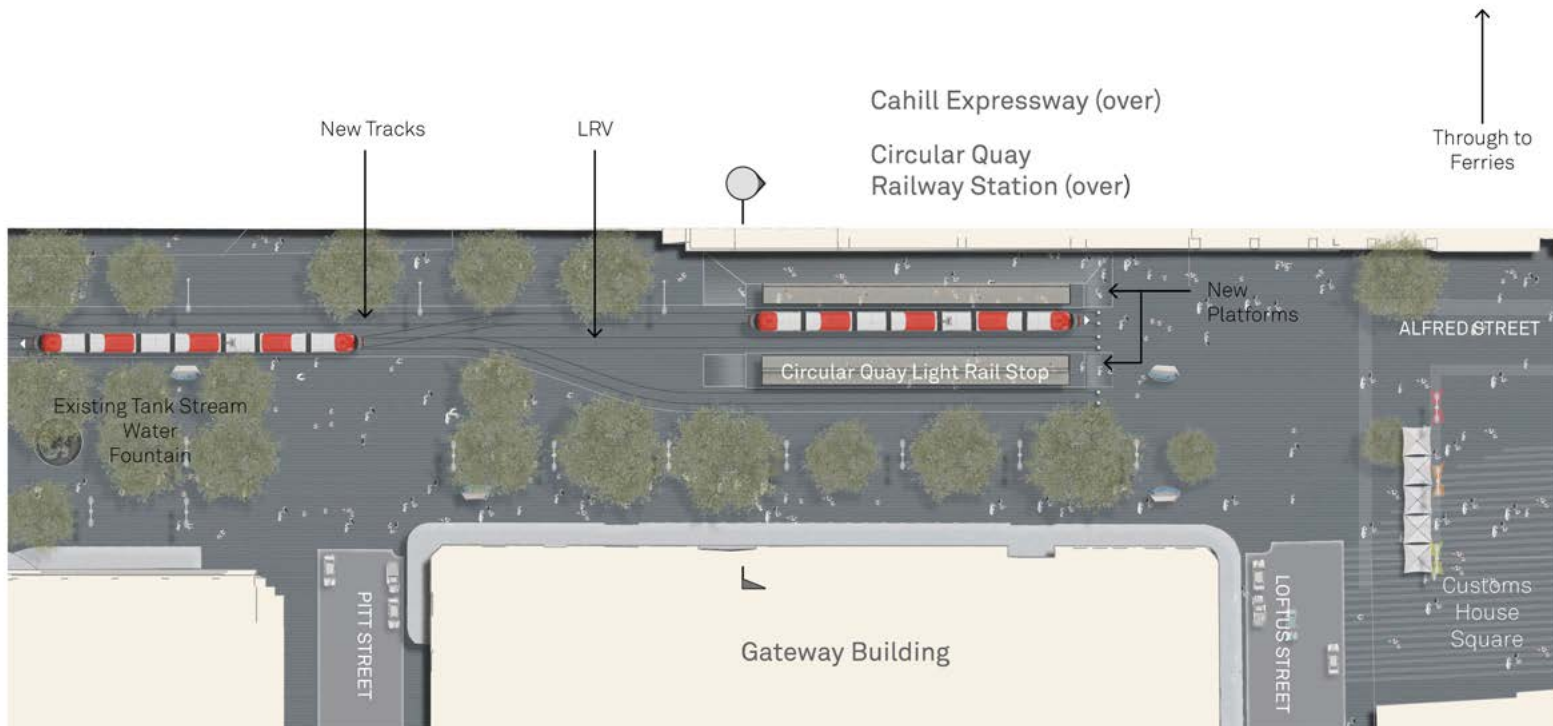 Cahill Expressway (over)
New Tracks
LRV
Circular Quay
Railway Station (over)
Through to
Ferries
New
Platforms
ALFRED STREET
Circular Quay Light Rail Stop
Existing Tank Stream
Water
Fountain
PITT STREET
LOFTUS STREET
Customs
House
Square
Gateway Building